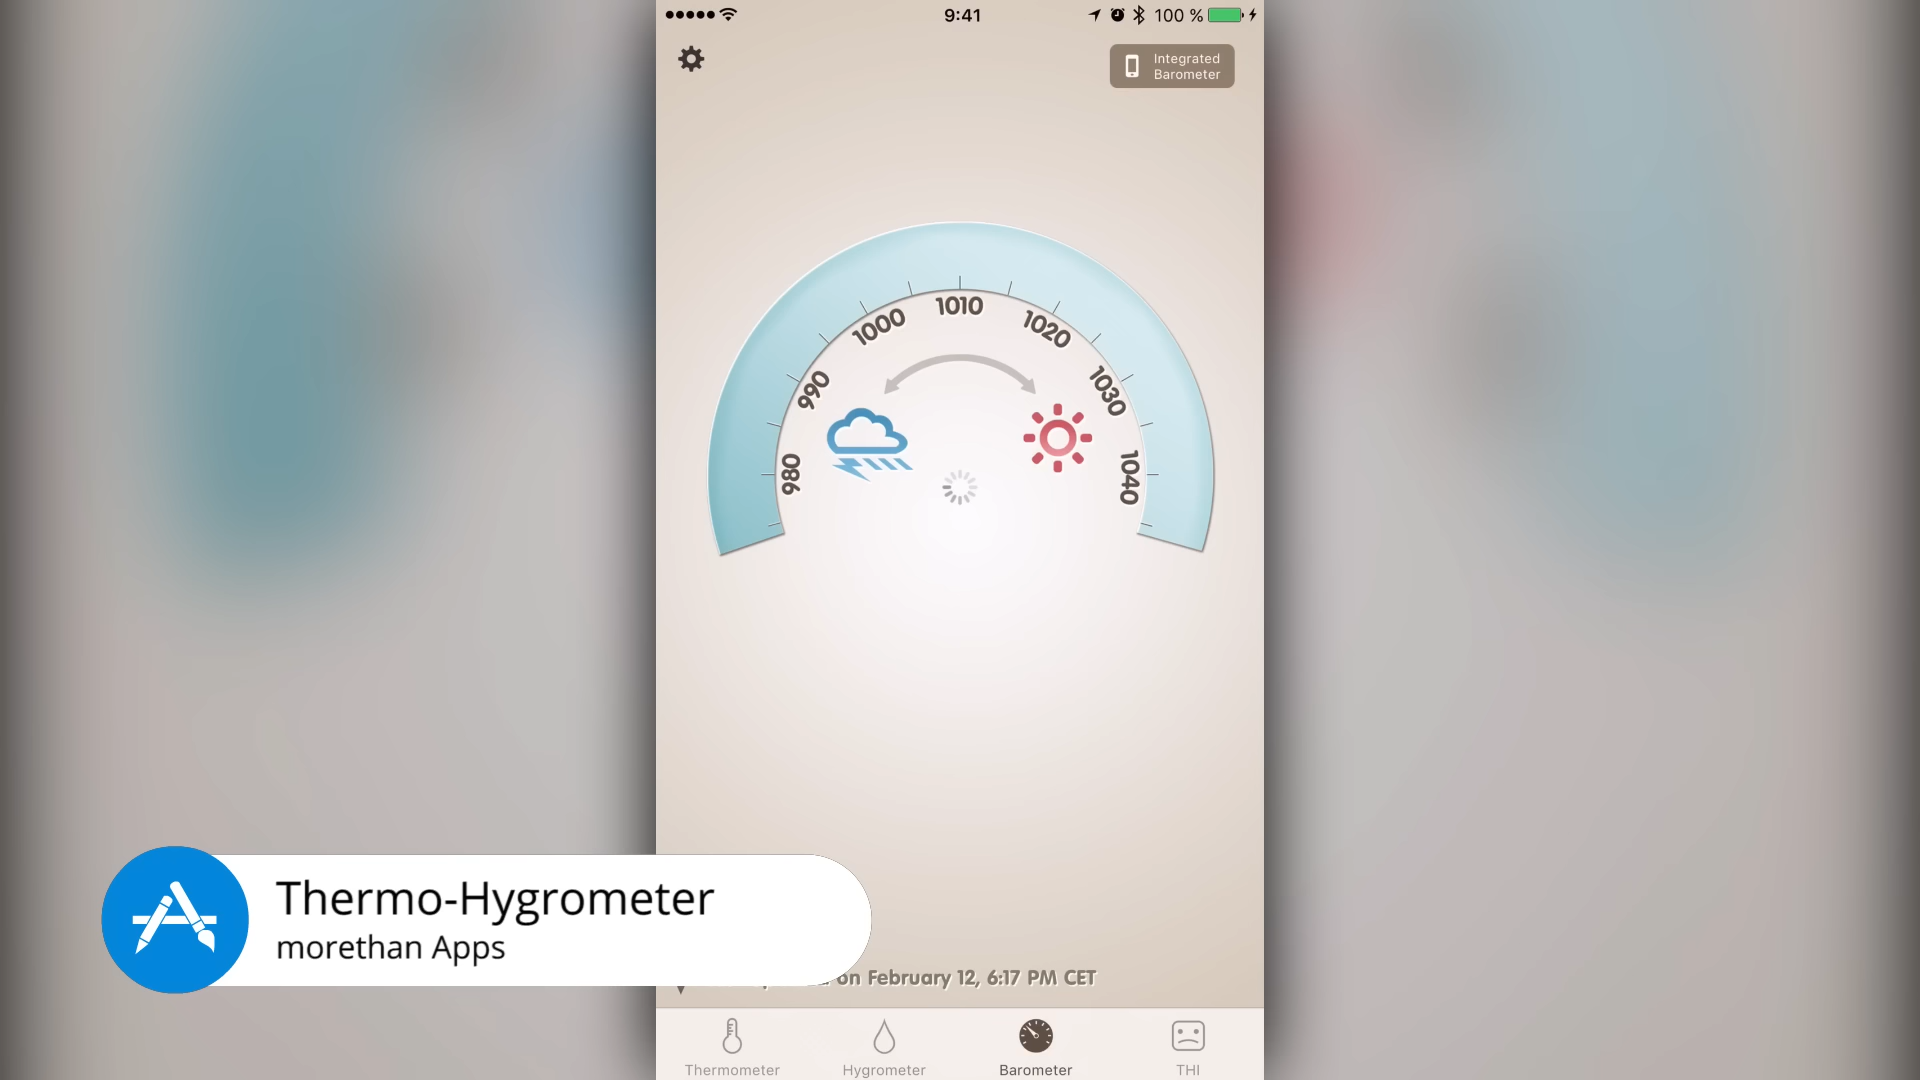 9:41
100 %
Integrated
Barometer
980
990
1000
1010
1020
1030
1040
Thermo-Hygrometer
morethan Apps
on February 12, 6:17 PM CET
Thermometer
Hygrometer
Barometer
THI